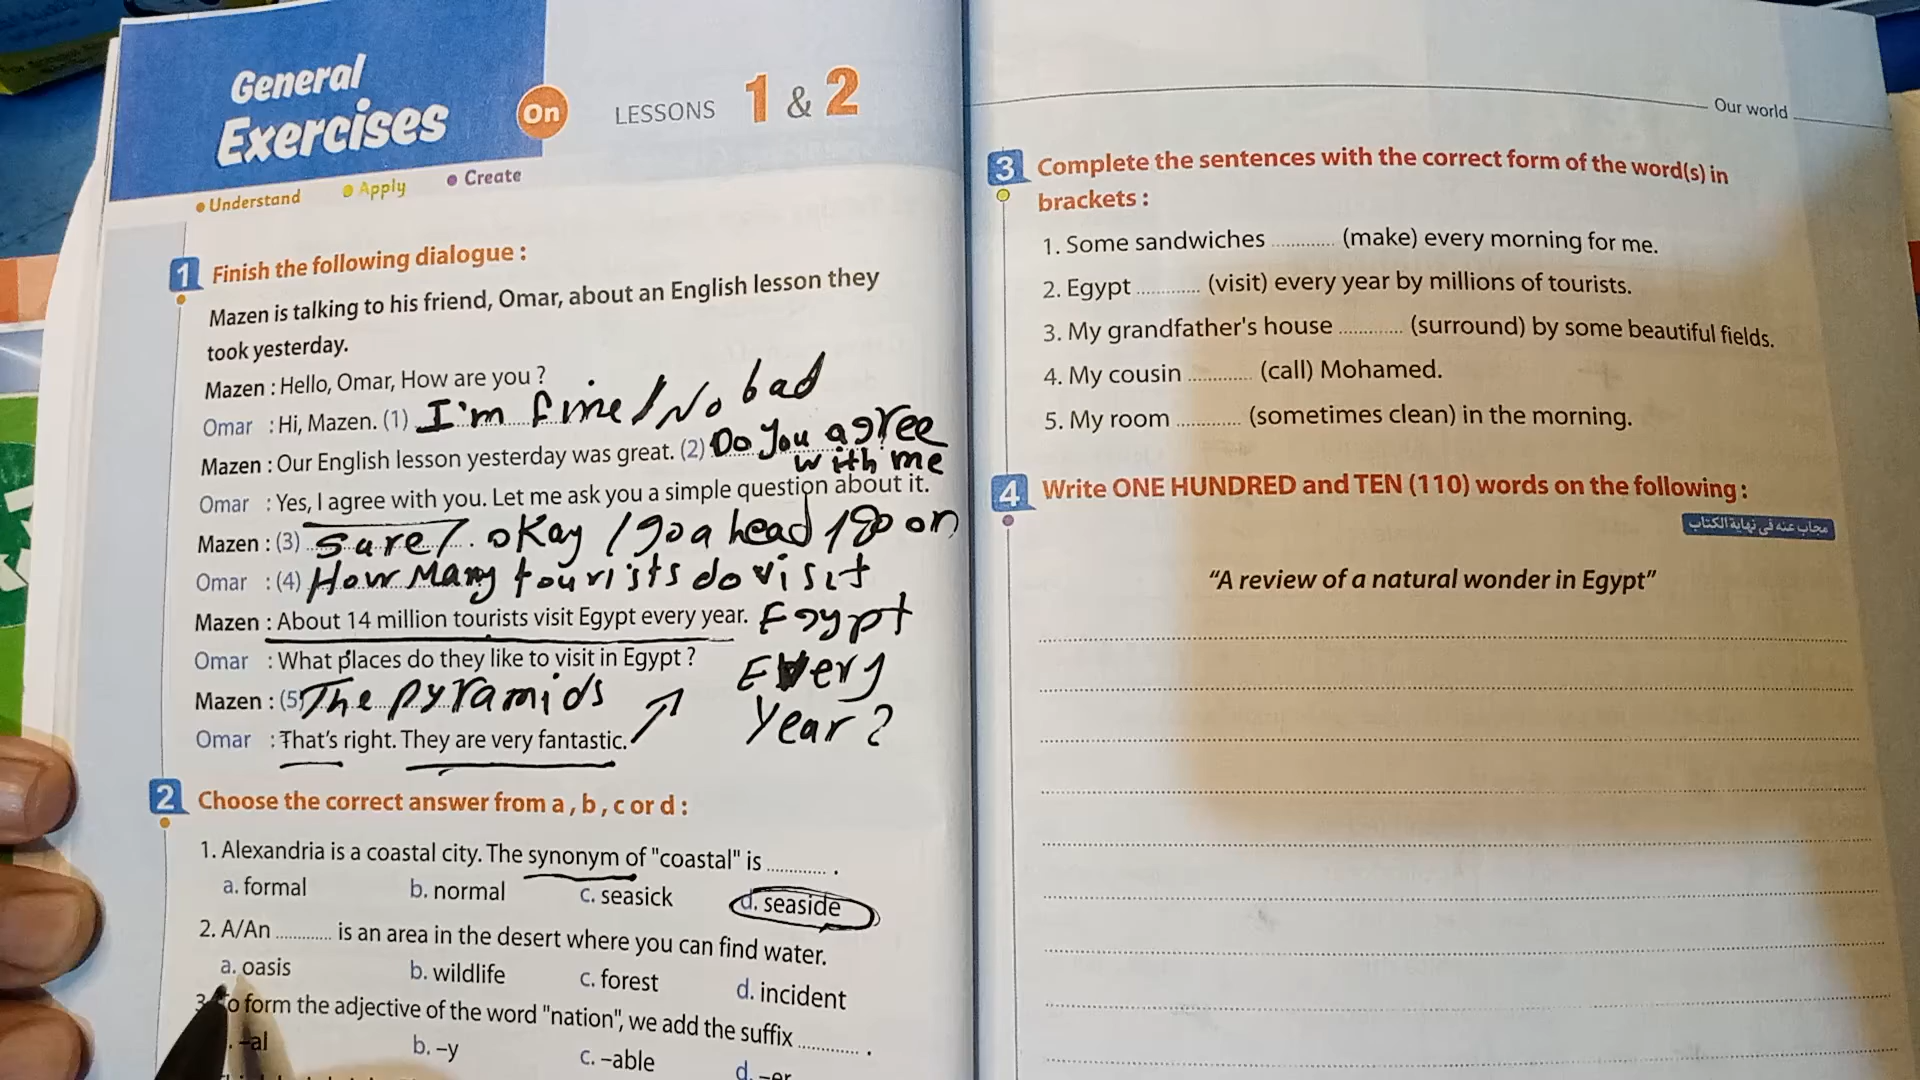 General
Exercises
On
LESSONS 1 & 2
Understand
Apply
Create
1 Finish the following dialogue :
Mazen is talking to his friend, Omar, about an English lesson they
took yesterday.
Mazen : Hello, Omar, How are you ?
Omar : Hi, Mazen. (1) I'm fine / No bad
Mazen : Our English lesson yesterday was great. (2) Do You agree
with me
Omar : Yes, I agree with you. Let me ask you a simple question about it.
Mazen : (3) Sure / okay / go a head / go on
Omar : (4) How Many tourists do visit
Mazen : About 14 million tourists visit Egypt every year. Egypt
Omar : What places do they like to visit in Egypt ? Every
Mazen : (5) The pyramids Year ?
Omar : That's right. They are very fantastic.
2 Choose the correct answer from a , b , c or d :
1. Alexandria is a coastal city. The synonym of "coastal" is ............. .
a. formal b. normal c. seasick d. seaside
2. A/An ............ is an area in the desert where you can find water.
a. oasis b. wildlife c. forest d. incident
3. To form the adjective of the word "nation", we add the suffix ............. .
–al b. –y c. –able d. –er
Our world
3 Complete the sentences with the correct form of the word(s) in
brackets :
1. Some sandwiches ............. (make) every morning for me.
2. Egypt ............. (visit) every year by millions of tourists.
3. My grandfather's house ............. (surround) by some beautiful fields.
4. My cousin ............. (call) Mohamed.
5. My room ............. (sometimes clean) in the morning.
4 Write ONE HUNDRED and TEN (110) words on the following :
مجاب عنه في نهاية الكتاب
"A review of a natural wonder in Egypt"